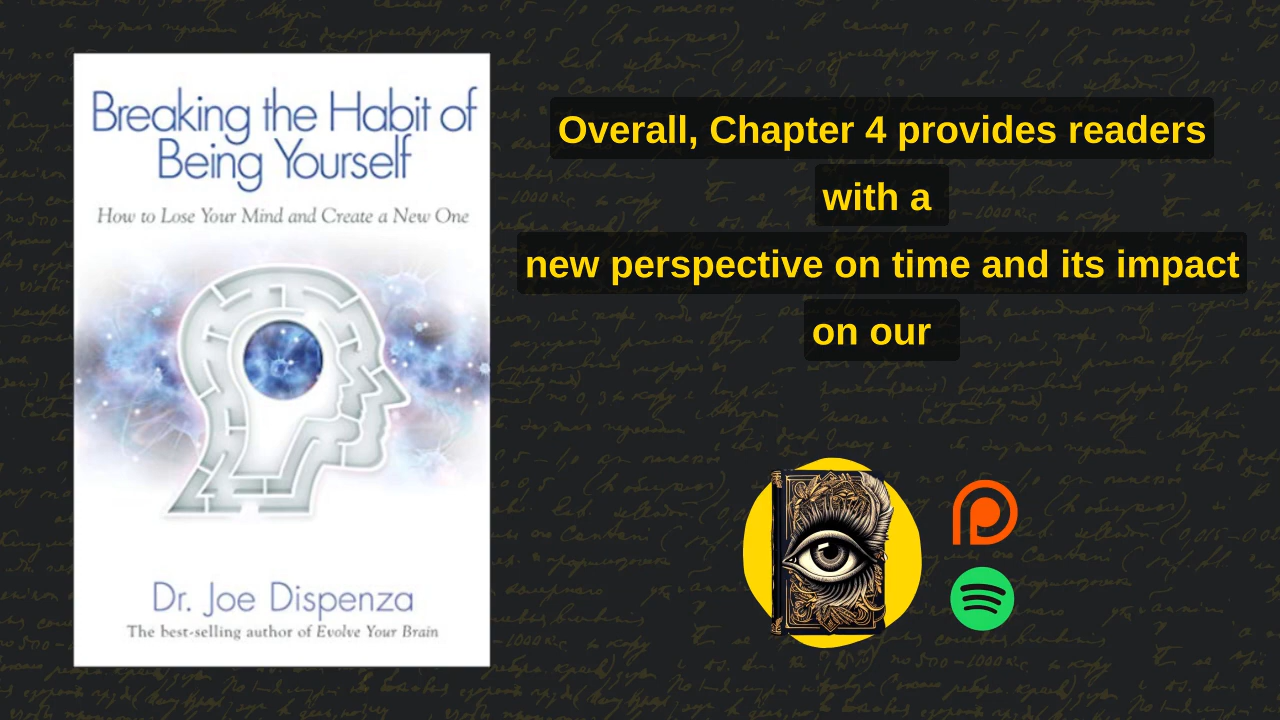 Breaking the Habit of
Being Yourself
How to Lose Your Mind and Create a New One
Dr. Joe Dispenza
The best-selling author of Evolve Your Brain
Overall, Chapter 4 provides readers
with a
new perspective on time and its impact
on our